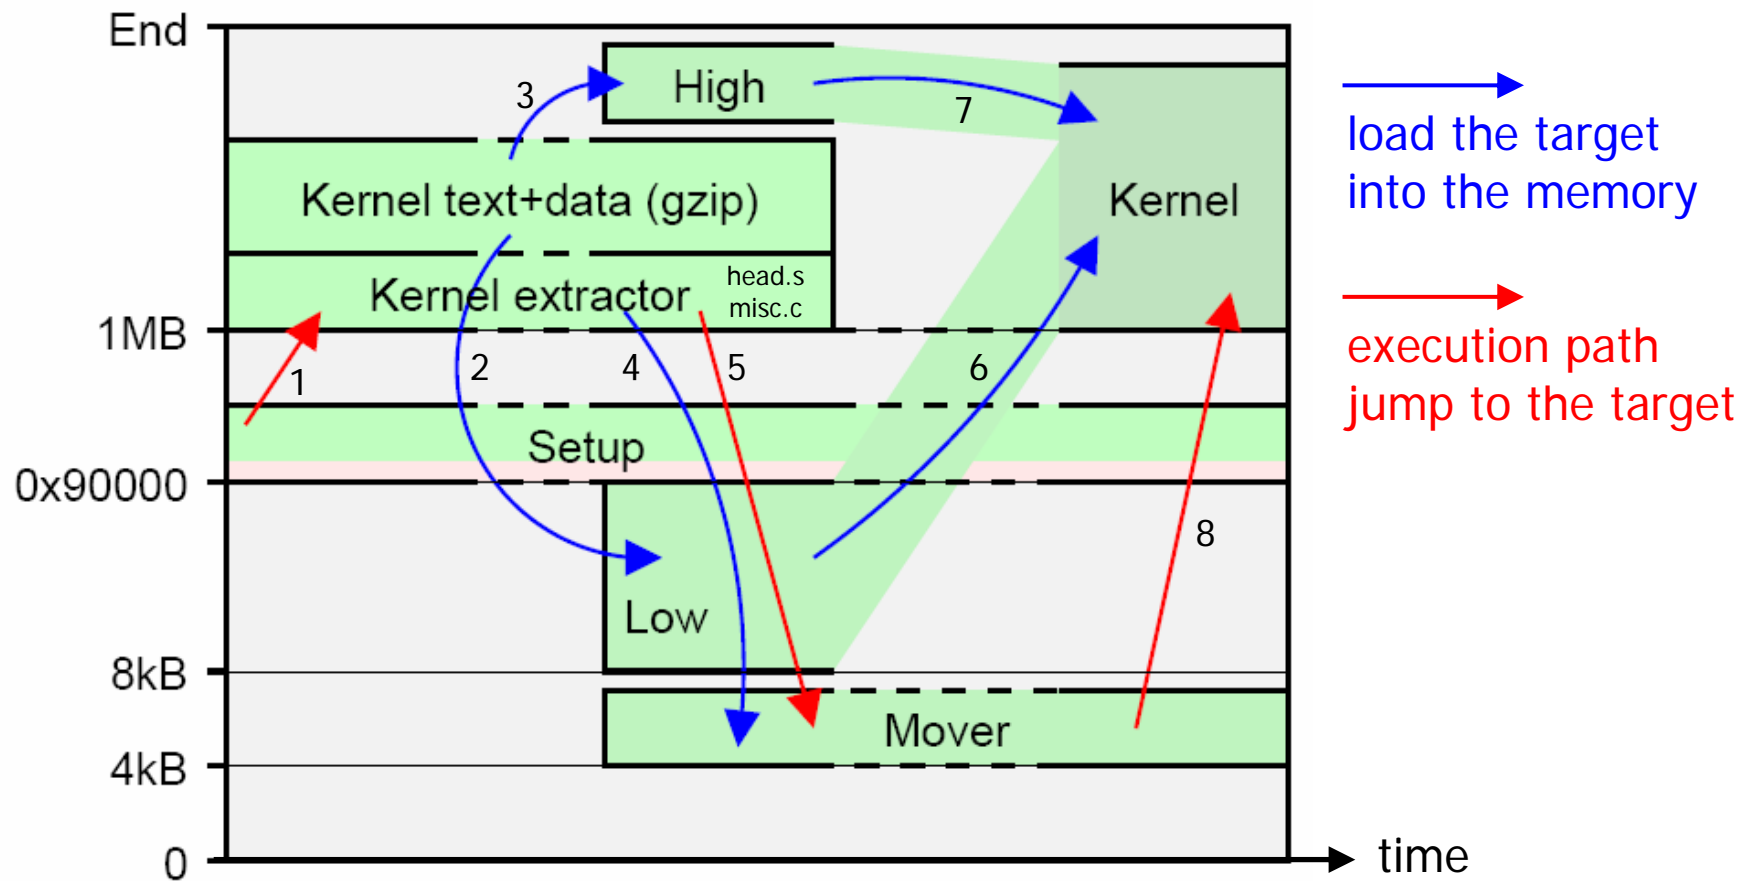 End
High
3
7
Kernel text+data (gzip)
Kernel
head.s
Kernel extractor
misc.c
1MB
1
2
4
5
6
Setup
0x90000
8
Low
8kB
Mover
4kB
0
time
load the target
into the memory
execution path
jump to the target